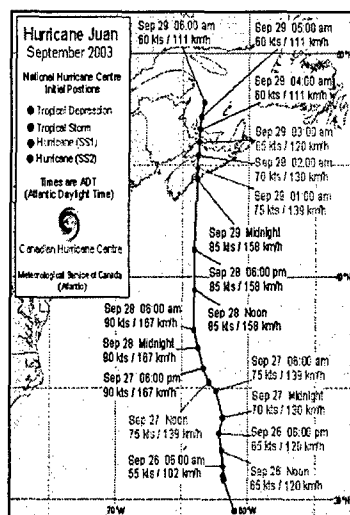 Hurricane Juan
September 2003
National Hurricane Centre
Initial Positions
Tropical Depression
Tropical Storm
Hurricane (SS1)
Hurricane (SS2)
Times are ADT
(Atlantic Daylight Time)
Canadian Hurricane Centre
Meteorological Service of Canada
(Atlantic)
Sep 29 06:00 am
60 kts / 111 km/h
Sep 29 05:00 am
60 kts / 111 km/h
Sep 29 04:00 am
60 kts / 111 km/h
Sep 29 03:00 am
65 kts / 120 km/h
Sep 29 02:00 am
70 kts / 130 km/h
Sep 29 01:00 am
75 kts / 139 km/h
Sep 29 Midnight
85 kts / 158 km/h
Sep 28 06:00 pm
85 kts / 158 km/h
Sep 28 Noon
85 kts / 158 km/h
Sep 28 06:00 am
90 kts / 167 km/h
Sep 28 Midnight
/ 167 km/h
Sep 27 06:00 pm
90 kts / 167 km/h
Sep 27 Noon
75 kts / 139 km/h
Sep 27 06:00 am
75 kts / 139 km/h
Sep 27 Midnight
70 kts / 130 km/h
Sep 26 06:00 pm
65 kts / 120 km/h
Sep 26 Noon
65 kts / 120 km/h
Sep 26 06:00 am
55 kts / 102 km/h
70°W
60°W